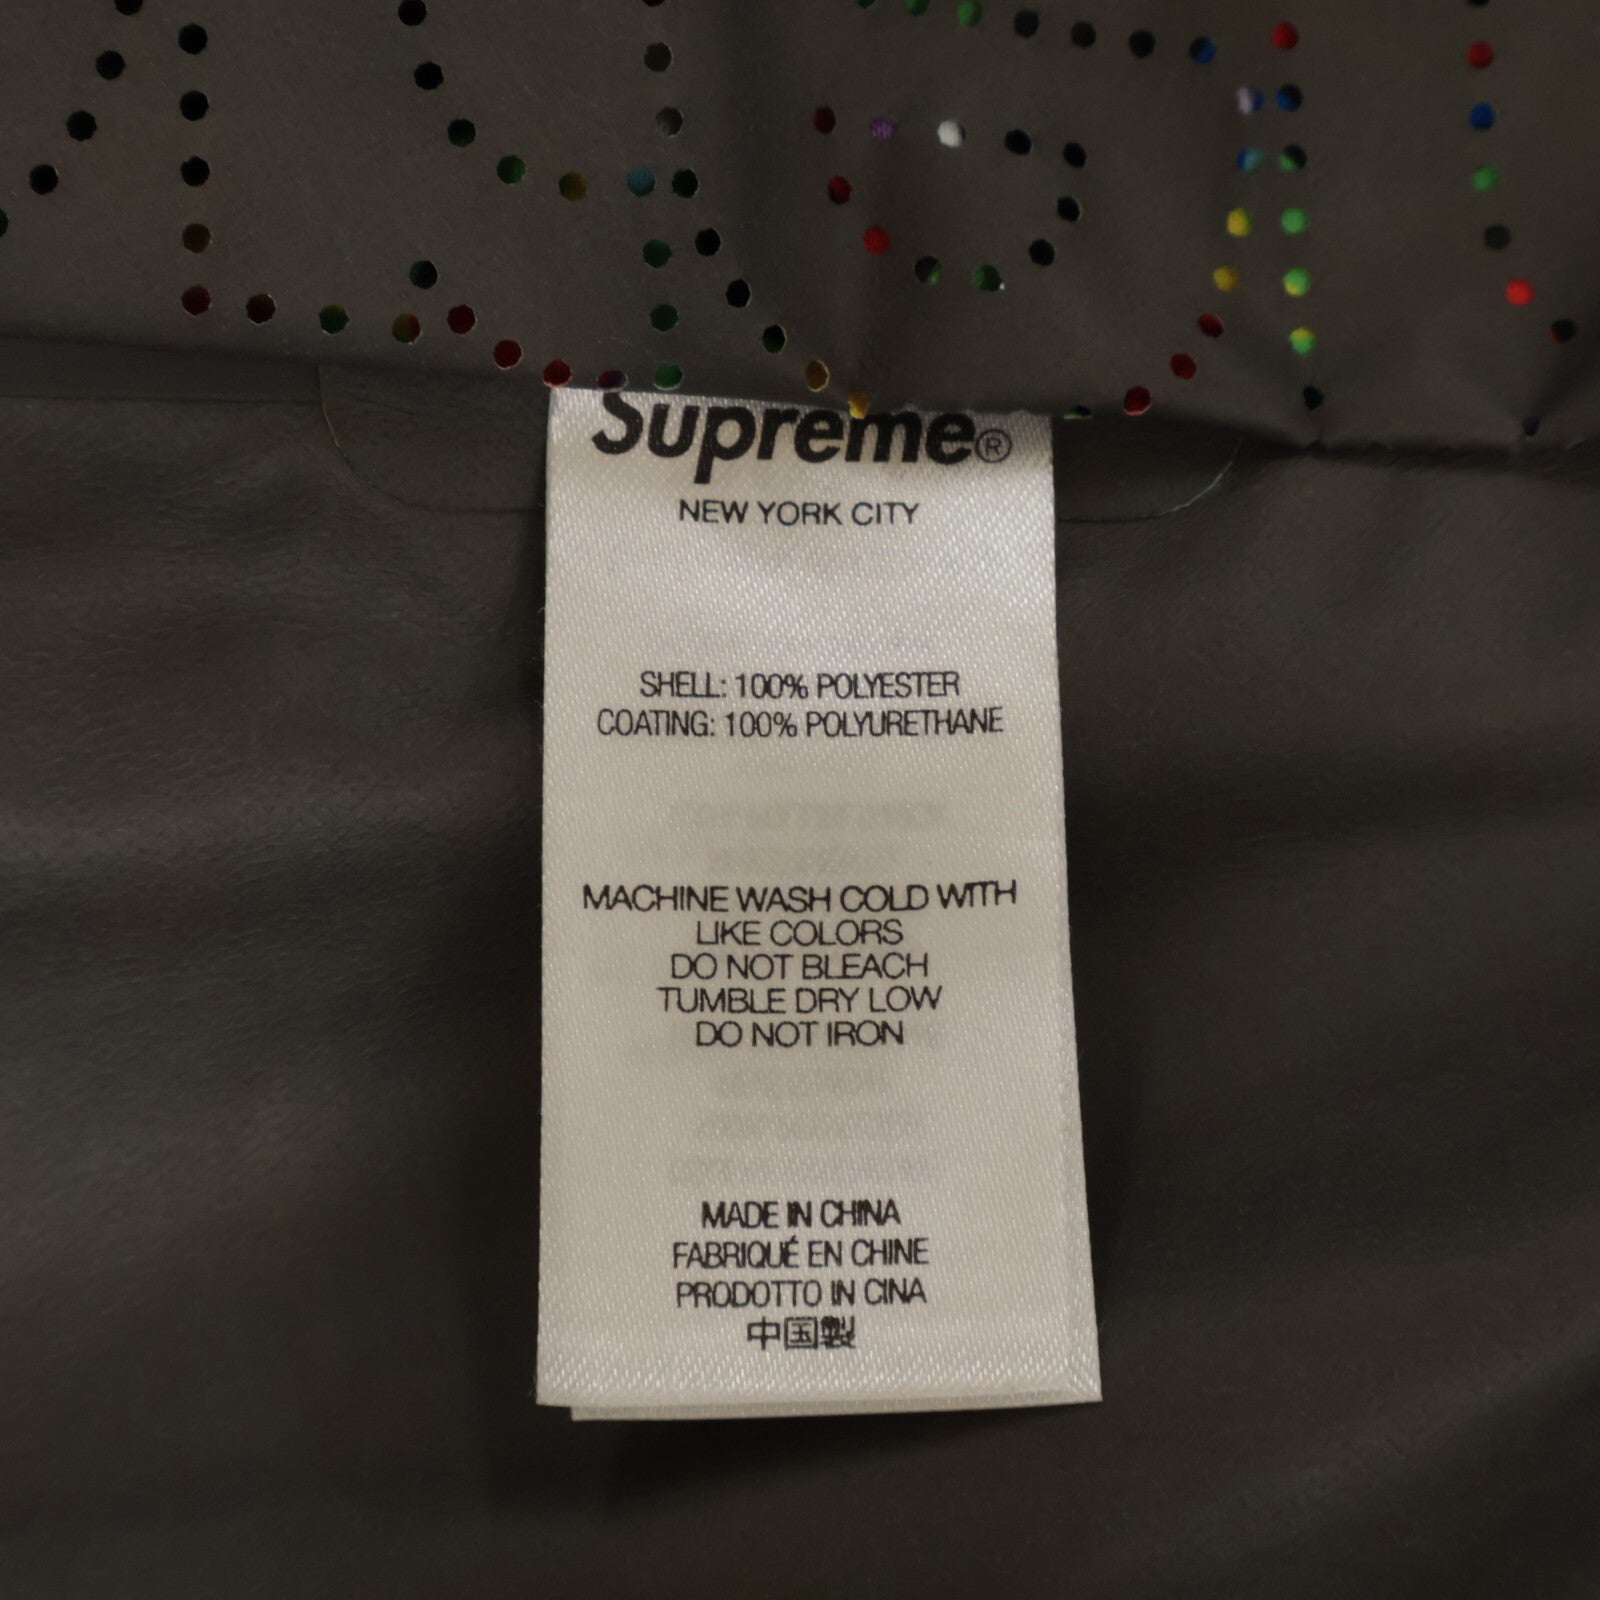 Supreme®
NEW YORK CITY
SHELL: 100% POLYESTER
COATING: 100% POLYURETHANE
MACHINE WASH COLD WITH
LIKE COLORS
DO NOT BLEACH
TUMBLE DRY LOW
DO NOT IRON
MADE IN CHINA
FABRIQUÉ EN CHINE
PRODOTTO IN CINA
中国製